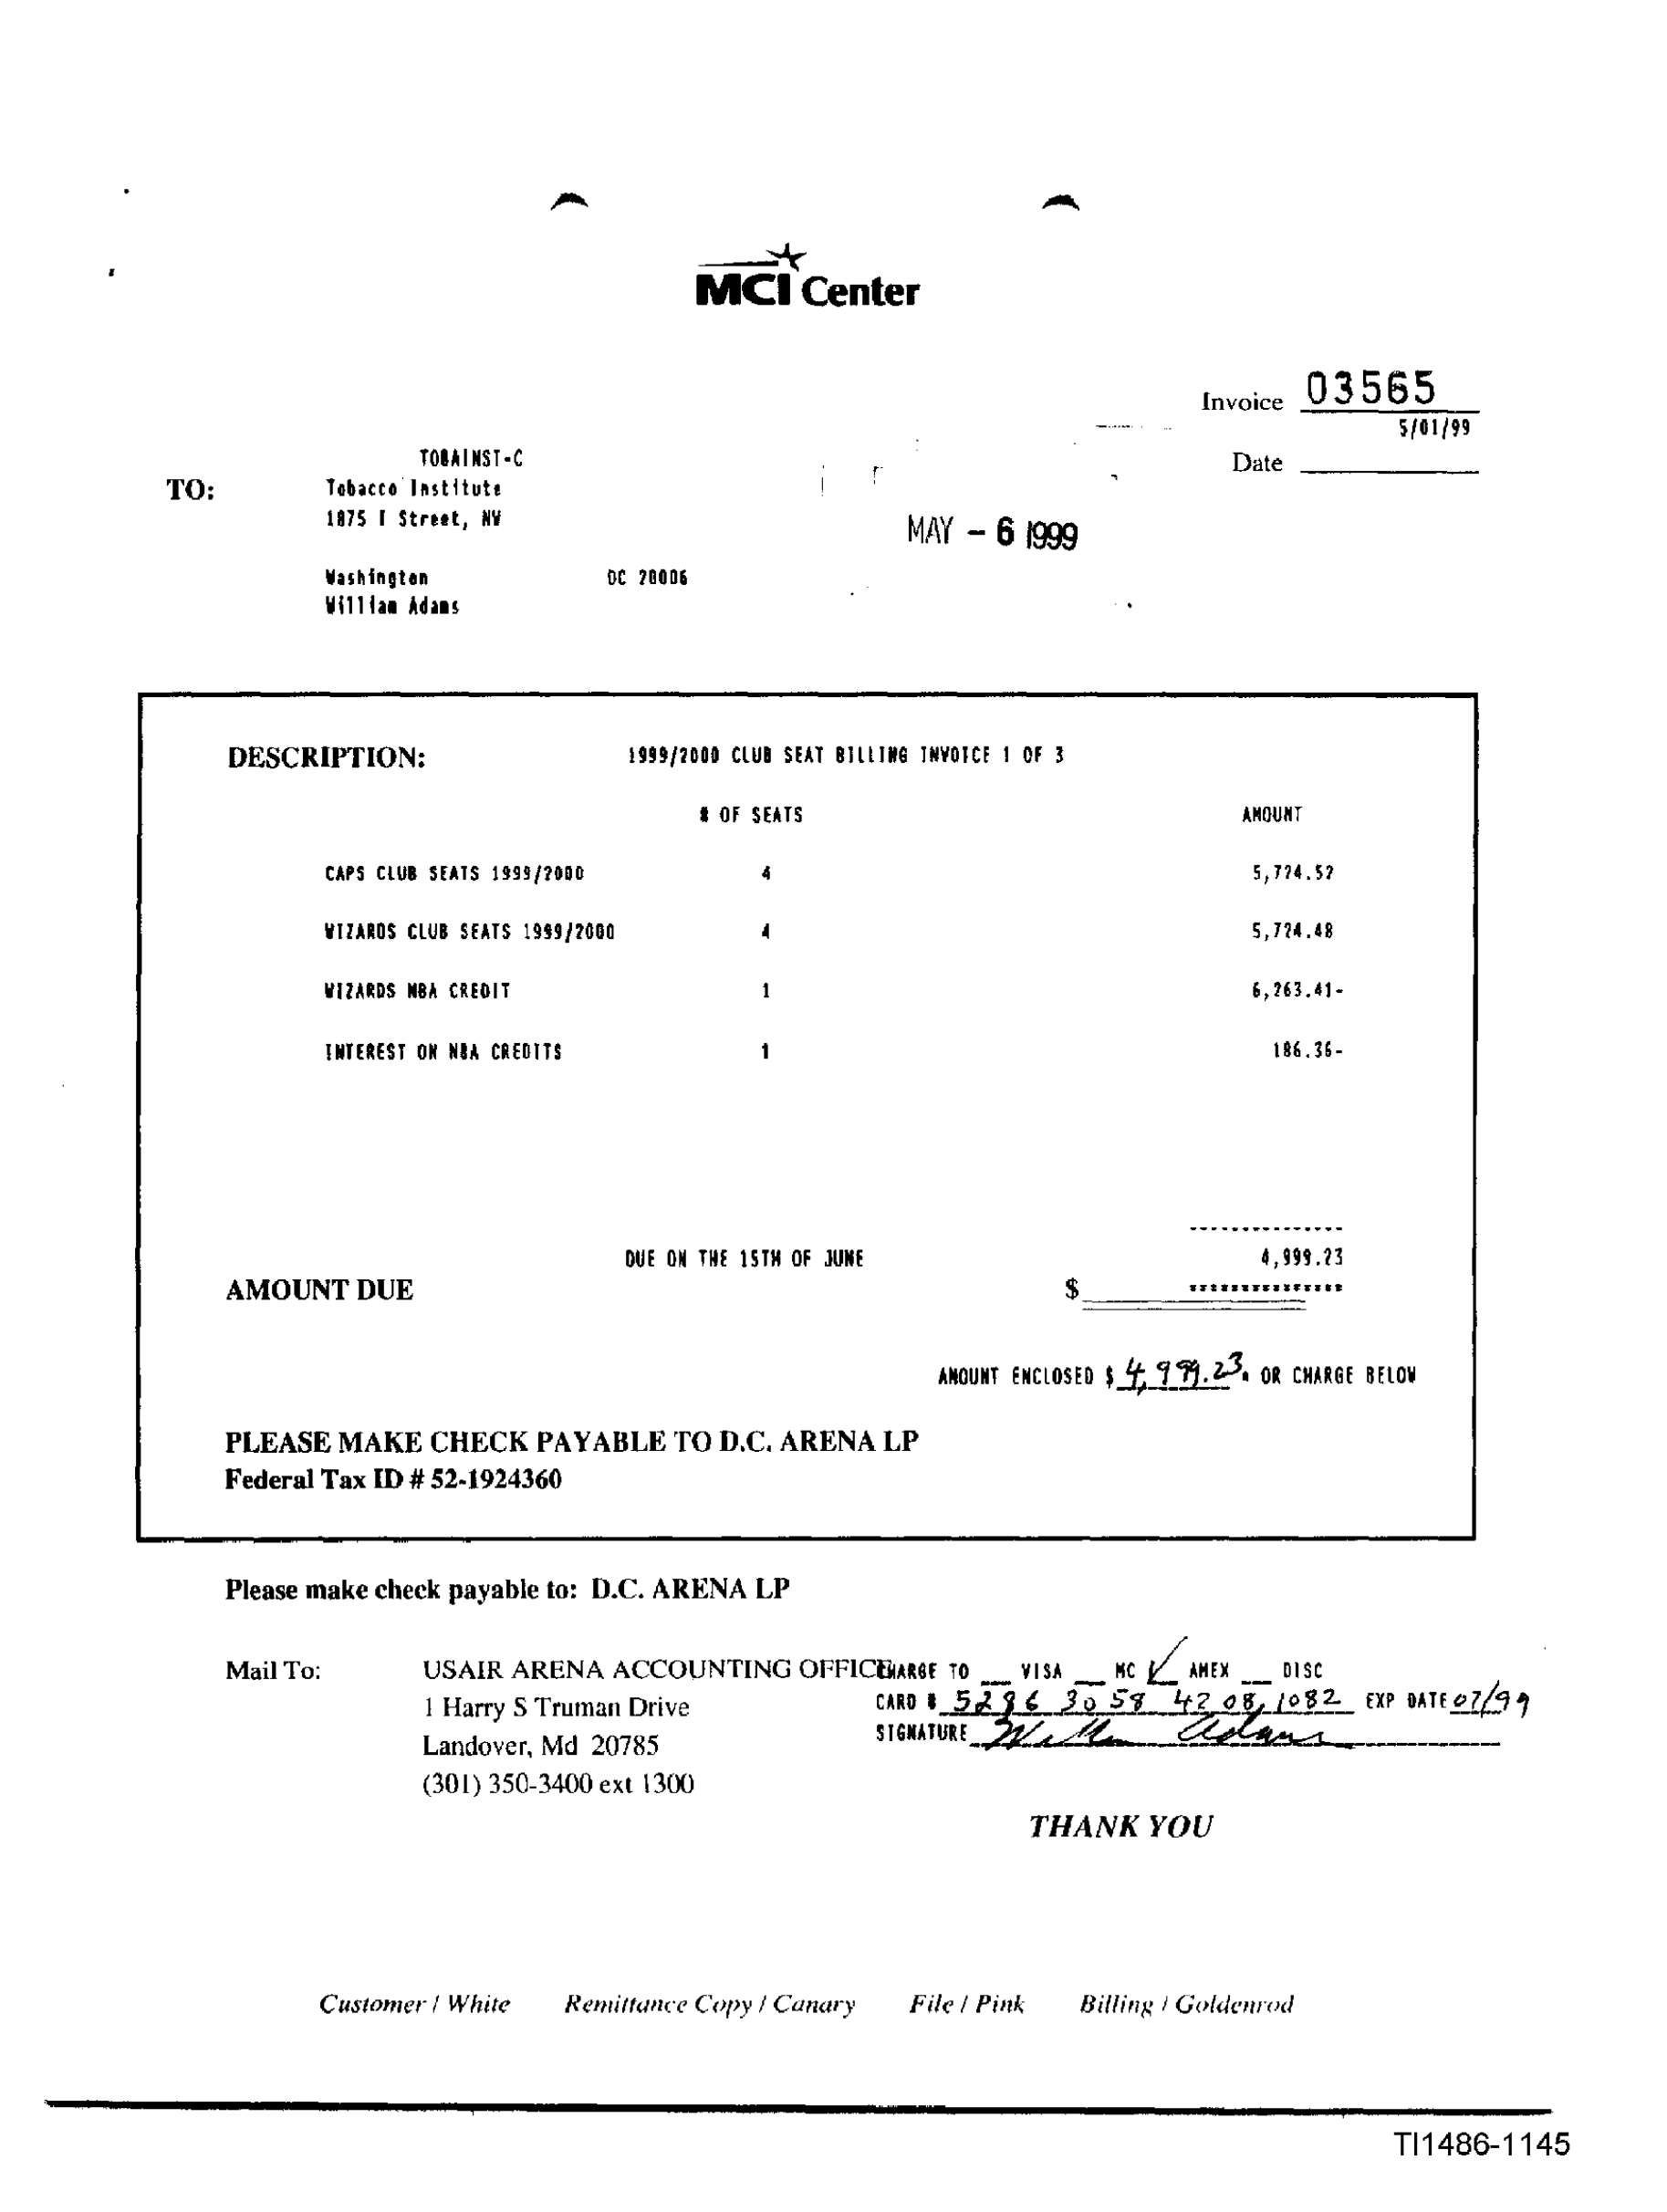 MCI Center
Invoice 03565
5/01/99
Date
TOBAINST-C
TO: Tobacco Institute
1875 I Street, NW
MAY - 6 1999
Washington DC 20006
William Adams
DESCRIPTION: 1999/2000 CLUB SEAT BILLING INVOICE 1 OF 3
# OF SEATS AMOUNT
CAPS CLUB SEATS 1999/2000 4 5,724.52
WIZARDS CLUB SEATS 1999/2000 4 5,724.48
WIZARDS NBA CREDIT 1 6,263.41-
INTEREST ON NBA CREDITS 1 186.36-
DUE ON THE 15TH OF JUNE 4,999.23
AMOUNT DUE $
AMOUNT ENCLOSED $ 4,999.23. OR CHARGE BELOW
PLEASE MAKE CHECK PAYABLE TO D.C. ARENA LP
Federal Tax ID # 52-1924360
Please make check payable to: D.C. ARENA LP
Mail To: USAIR ARENA ACCOUNTING OFFICE CHARGE TO __ VISA __ MC ✓ AMEX __ DISC
1 Harry S Truman Drive CARD # 5286 3058 4208 1082 EXP DATE 07/99
Landover, Md 20785 SIGNATURE William Adams
(301) 350-3400 ext 1300
THANK YOU
Customer / White Remittance Copy / Canary File / Pink Billing / Goldenrod
TI1486-1145